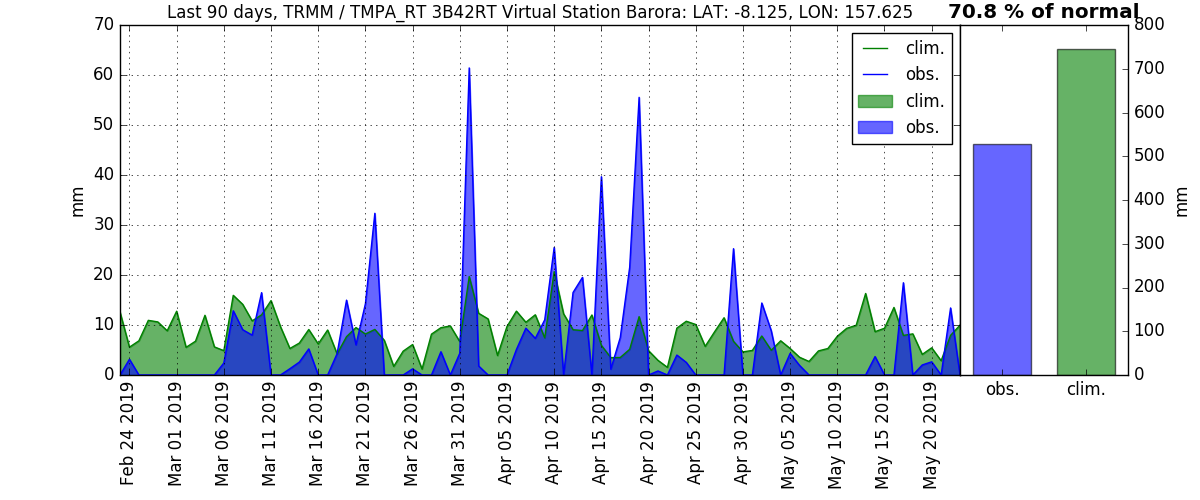 Last 90 days, TRMM / TMPA_RT 3B42RT Virtual Station Barora: LAT: -8.125, LON: 157.625
70.8 % of normal
clim.
obs.
clim.
obs.
mm
70
60
50
40
30
20
10
0
Feb 24 2019
Mar 01 2019
Mar 06 2019
Mar 11 2019
Mar 16 2019
Mar 21 2019
Mar 26 2019
Mar 31 2019
Apr 05 2019
Apr 10 2019
Apr 15 2019
Apr 20 2019
Apr 25 2019
Apr 30 2019
May 05 2019
May 10 2019
May 15 2019
May 20 2019
800
700
600
500
400
300
200
100
0
mm
obs.
clim.